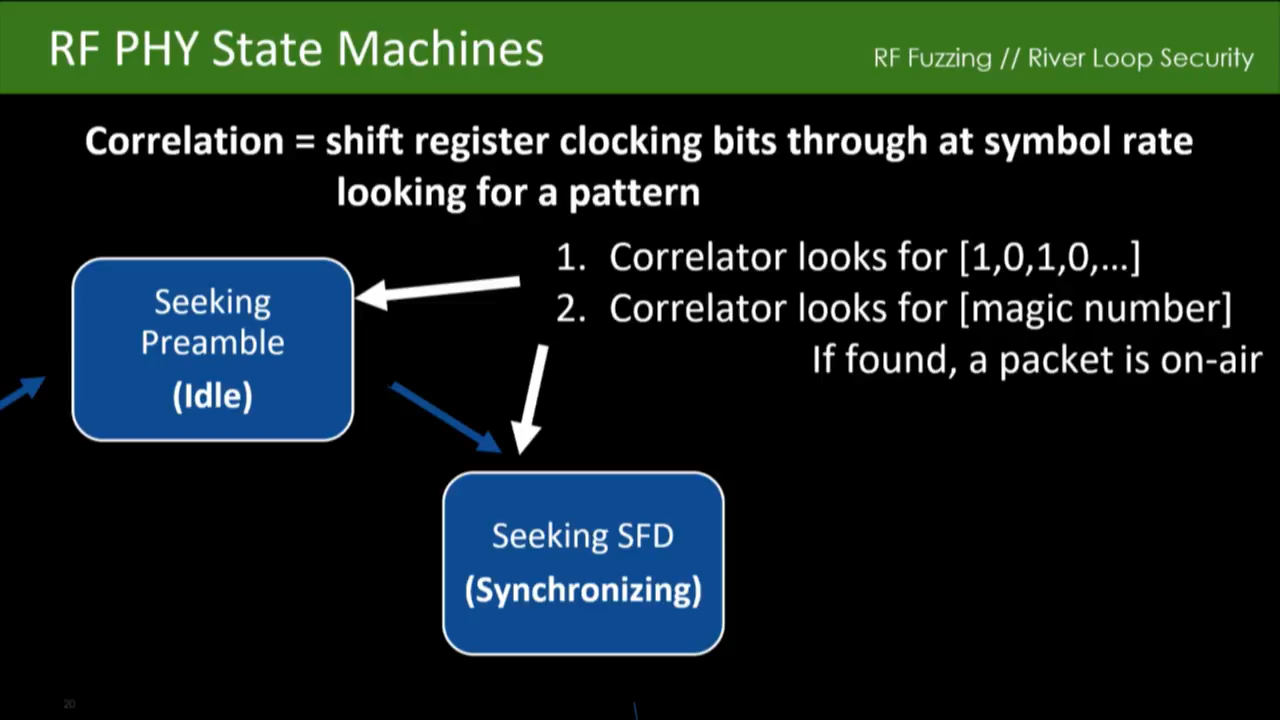 RF PHY State Machines
RF Fuzzing // River Loop Security
Correlation = shift register clocking bits through at symbol rate
looking for a pattern
1. Correlator looks for [1,0,1,0,...]
2. Correlator looks for [magic number]
If found, a packet is on-air
Seeking
Preamble
(Idle)
Seeking SFD
(Synchronizing)
20